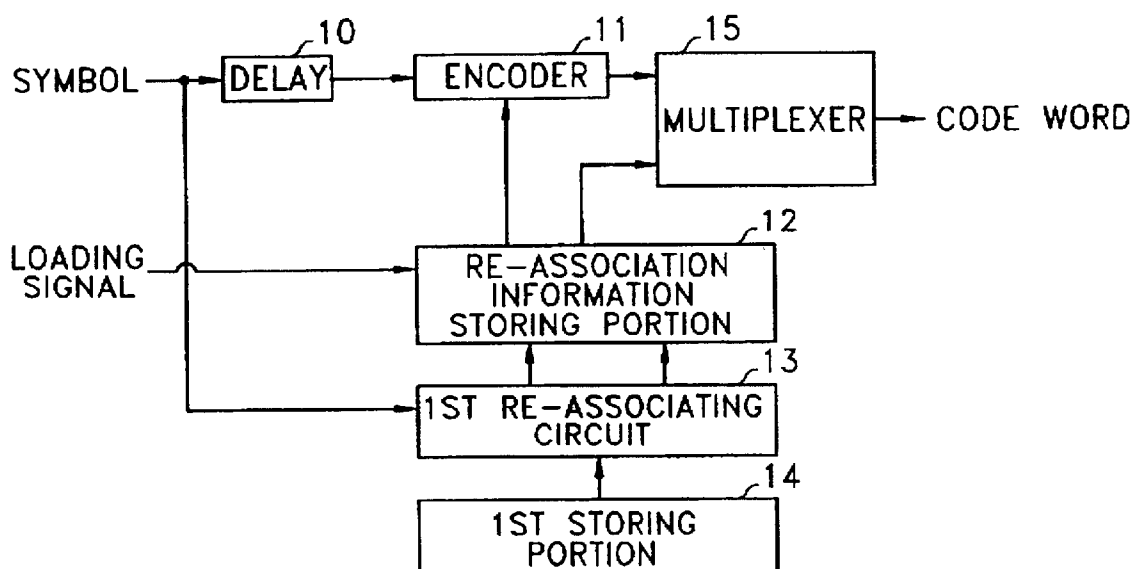 10
11
15
SYMBOL
DELAY
ENCODER
MULTIPLEXER
CODE WORD
12
LOADING
SIGNAL
RE-ASSOCIATION
INFORMATION
STORING PORTION
13
1ST RE-ASSOCIATING
CIRCUIT
14
1ST STORING
PORTION